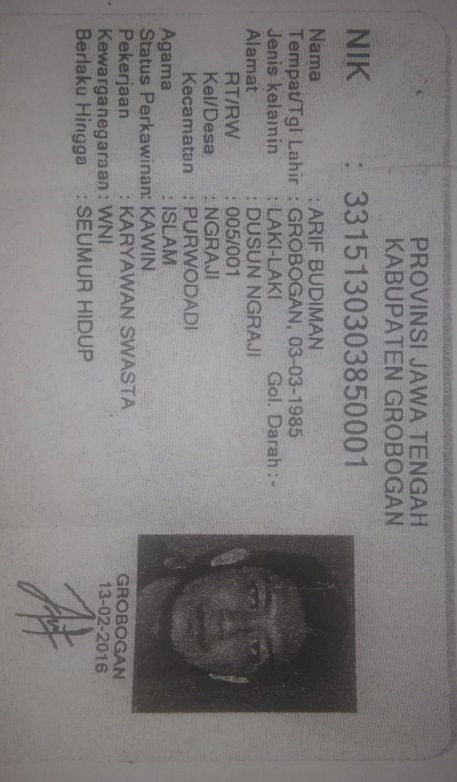 PROVINSI JAWA TENGAH
KABUPATEN GROBOGAN
NIK : 3315130303850001
Nama : ARIF BUDIMAN
Tempat/Tgl Lahir : GROBOGAN, 03-03-1985
Jenis kelamin : LAKI-LAKI Gol. Darah : -
Alamat : DUSUN NGRAJI
RT/RW : 005/001
Kel/Desa : NGRAJI
Kecamatan : PURWODADI
Agama : ISLAM
Status Perkawinan: KAWIN
Pekerjaan : KARYAWAN SWASTA
Kewarganegaraan : WNI
Berlaku Hingga : SEUMUR HIDUP
GROBOGAN
13-02-2016